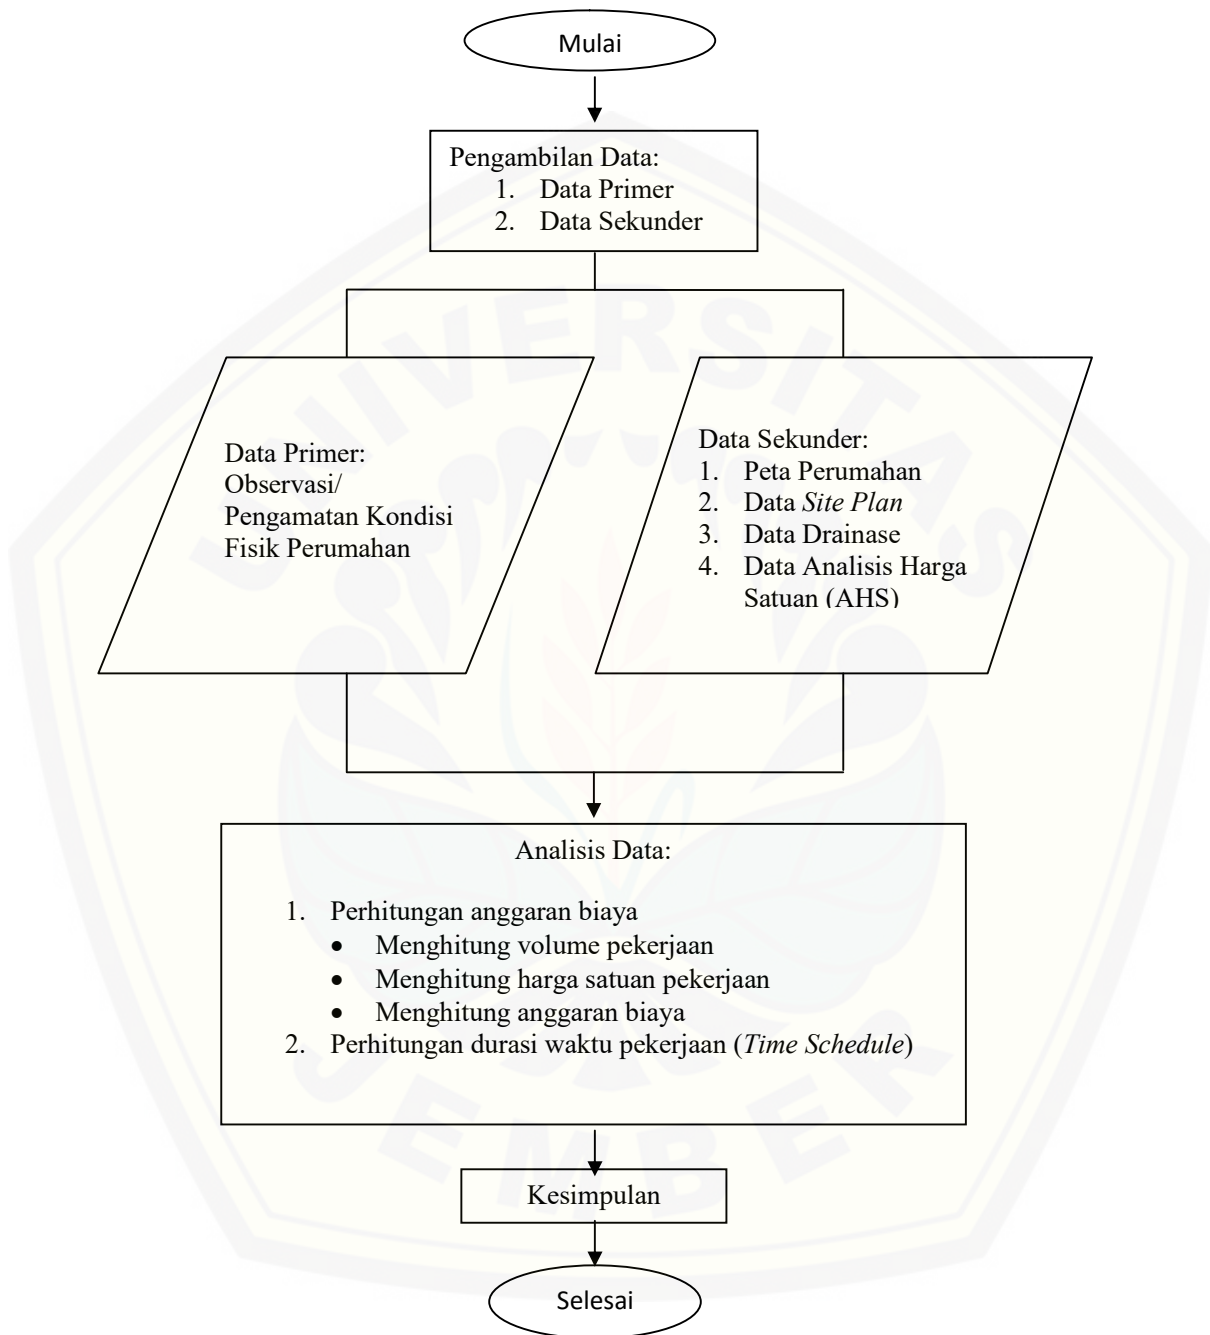 Mulai
Pengambilan Data:
1. Data Primer
2. Data Sekunder
Data Primer:
Observasi/
Pengamatan Kondisi
Fisik Perumahan
Data Sekunder:
1. Peta Perumahan
2. Data Site Plan
3. Data Drainase
4. Data Analisis Harga
Satuan (AHS)
Analisis Data:
1. Perhitungan anggaran biaya
• Menghitung volume pekerjaan
• Menghitung harga satuan pekerjaan
• Menghitung anggaran biaya
2. Perhitungan durasi waktu pekerjaan (Time Schedule)
Kesimpulan
Selesai
UNIVERSITAS
JEMBER